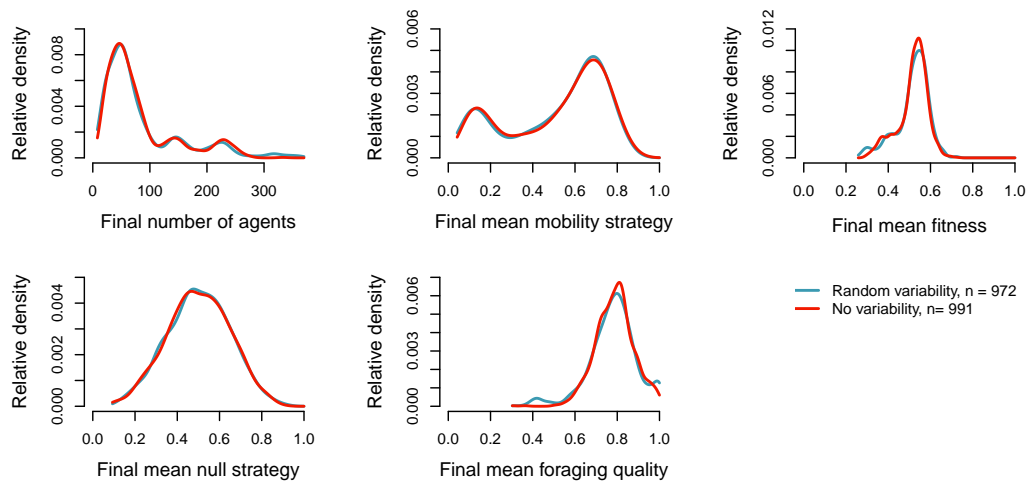 Relative density
0.000 0.004 0.008
0 100 200 300
Final number of agents
Relative density
0.000 0.003 0.006
0.0 0.2 0.4 0.6 0.8 1.0
Final mean mobility strategy
Relative density
0.000 0.006 0.012
0.0 0.2 0.4 0.6 0.8 1.0
Final mean fitness
Relative density
0.000 0.002 0.004
0.0 0.2 0.4 0.6 0.8 1.0
Final mean null strategy
Relative density
0.000 0.003 0.006
0.0 0.2 0.4 0.6 0.8 1.0
Final mean foraging quality
Random variability, n = 972
No variability, n= 991